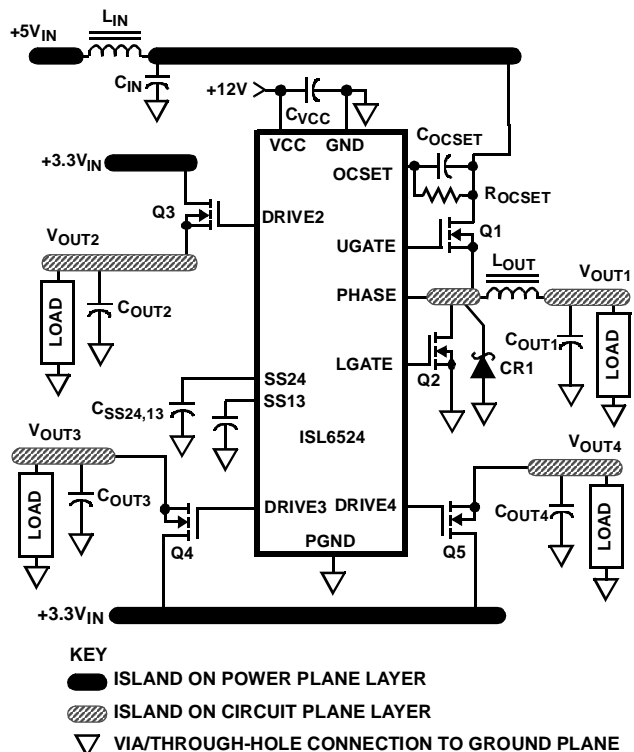 +5VIN
LIN
CIN
+12V
CVCC
VCC
GND
COCSET
OCSET
ROCSET
+3.3VIN
Q3
DRIVE2
Q1
UGATE
VOUT2
LOUT
VOUT1
PHASE
LOAD
COUT2
COUT1
LOAD
LGATE
Q2
CR1
SS24
CSS24,13
SS13
ISL6524
VOUT3
VOUT4
LOAD
COUT3
DRIVE3
DRIVE4
COUT4
LOAD
Q4
Q5
PGND
+3.3VIN
KEY
ISLAND ON POWER PLANE LAYER
ISLAND ON CIRCUIT PLANE LAYER
VIA/THROUGH-HOLE CONNECTION TO GROUND PLANE